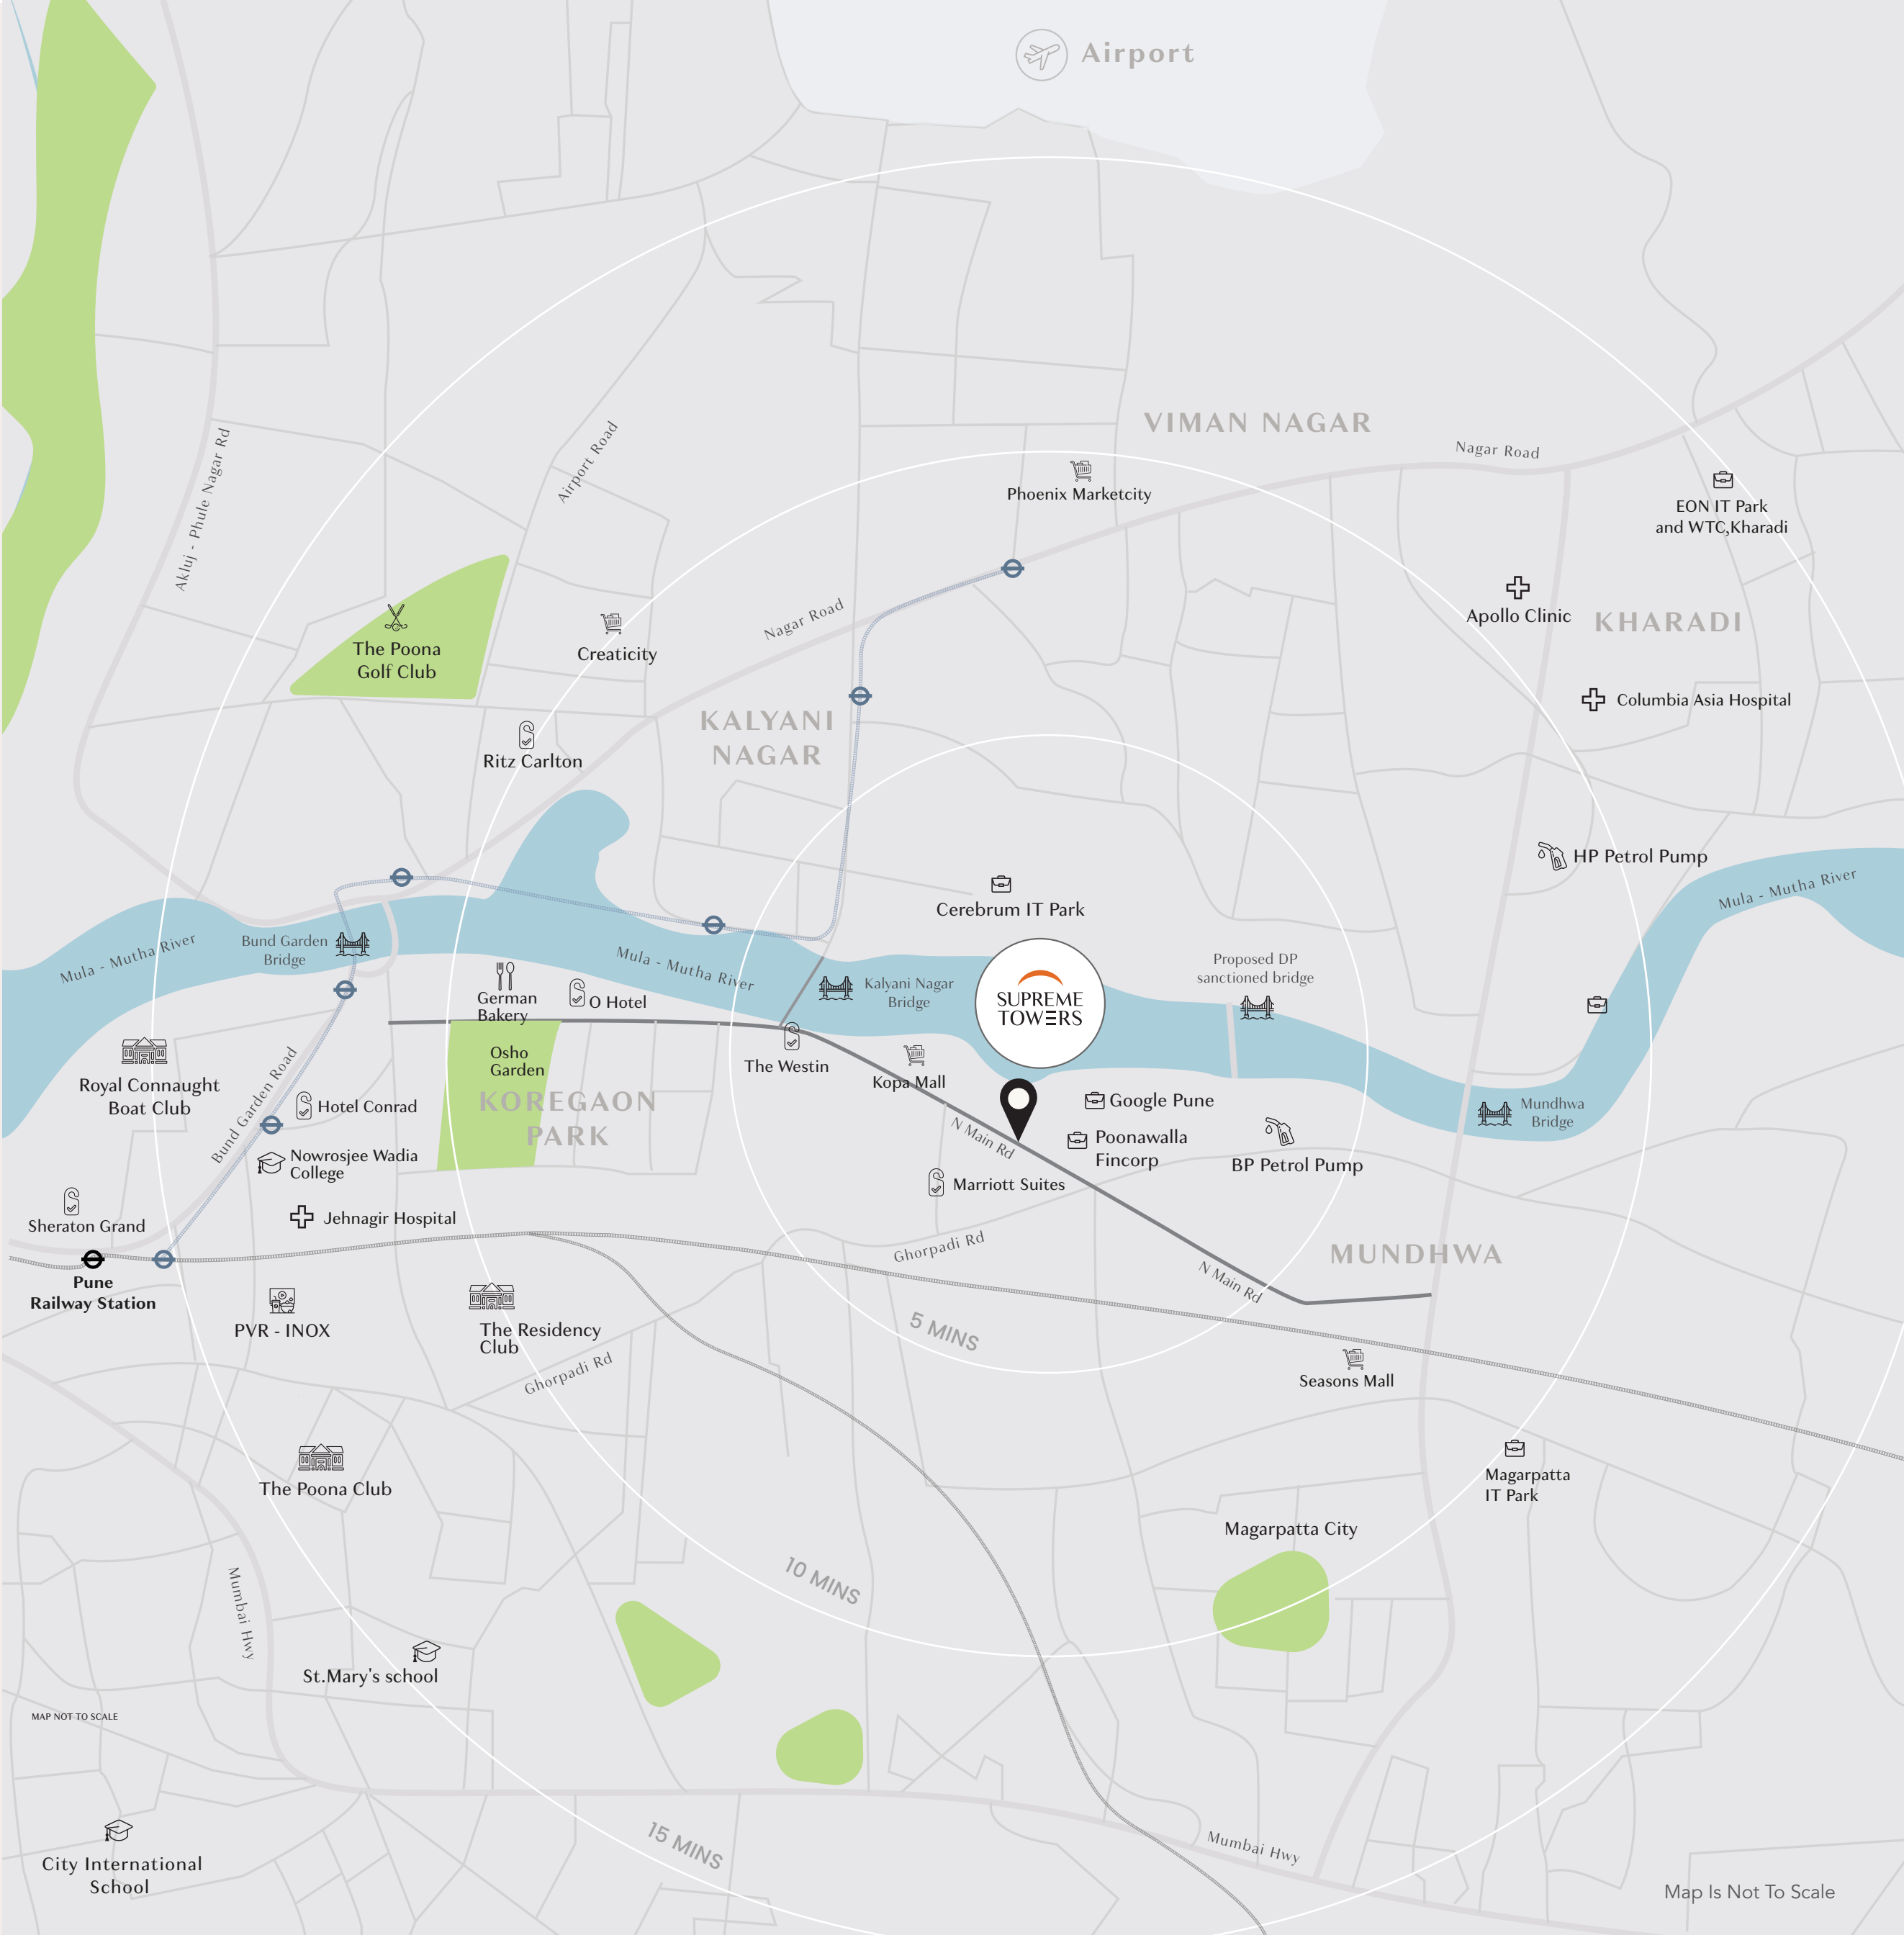 Airport
VIMAN NAGAR
Nagar Road
Phoenix Marketcity
EON IT Park
and WTC,Kharadi
Akluj - Phule Nagar Rd
Airport Road
Apollo Clinic
KHARADI
Nagar Road
The Poona
Golf Club
Creaticity
Columbia Asia Hospital
KALYANI
NAGAR
Ritz Carlton
HP Petrol Pump
Mula - Mutha River
Cerebrum IT Park
Mula - Mutha River
Bund Garden
Bridge
Mula - Mutha River
Kalyani Nagar
Bridge
Proposed DP
sanctioned bridge
SUPREME
TOWERS
German
Bakery
O Hotel
Osho
Garden
The Westin
Kopa Mall
Royal Connaught
Boat Club
Bund Garden Road
Hotel Conrad
KOREGAON
PARK
Google Pune
Mundhwa
Bridge
N Main Rd
Poonawalla
Fincorp
BP Petrol Pump
Nowrosjee Wadia
College
Marriott Suites
Sheraton Grand
Jehnagir Hospital
Ghorpadi Rd
MUNDHWA
N Main Rd
Pune
Railway Station
PVR - INOX
The Residency
Club
5 MINS
Ghorpadi Rd
Seasons Mall
The Poona Club
Magarpatta
IT Park
Magarpatta City
10 MINS
Mumbai Hwy
St.Mary's school
MAP NOT TO SCALE
15 MINS
Mumbai Hwy
City International
School
Map Is Not To Scale